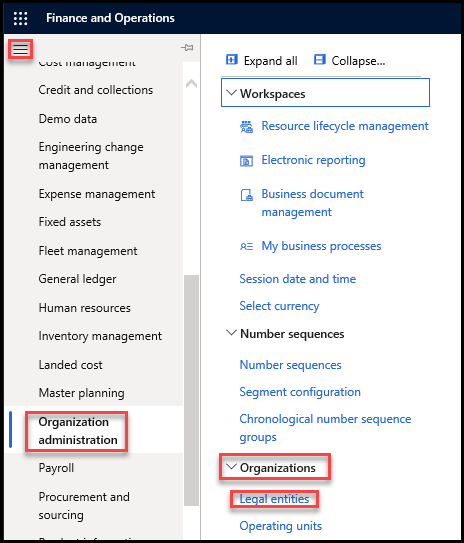 Finance and Operations
Cost management
Credit and collections
Demo data
Engineering change
management
Expense management
Fixed assets
Fleet management
General ledger
Human resources
Inventory management
Landed cost
Master planning
Organization
administration
Payroll
Procurement and
sourcing
Product information
Expand all
Collapse...
Workspaces
Resource lifecycle management
Electronic reporting
Business document
management
My business processes
Session date and time
Select currency
Number sequences
Number sequences
Segment configuration
Chronological number sequence
groups
Organizations
Legal entities
Operating units